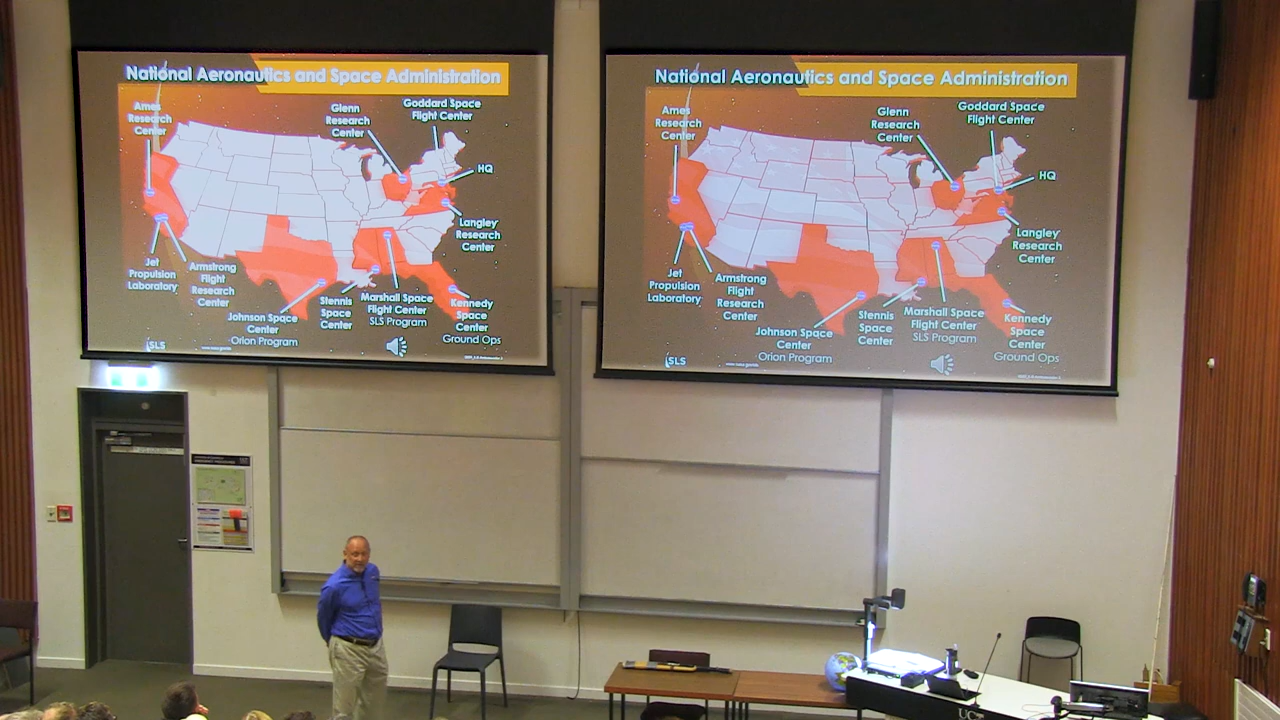 National Aeronautics and Space Administration
Ames
Research
Center
Glenn
Research
Center
Goddard Space
Flight Center
HQ
Langley
Research
Center
Jet
Propulsion
Laboratory
Armstrong
Flight
Research
Center
Johnson Space
Center
Orion Program
Stennis
Space
Center
Marshall Space
Flight Center
SLS Program
Kennedy
Space
Center
Ground Ops
SLS
National Aeronautics and Space Administration
Ames
Research
Center
Glenn
Research
Center
Goddard Space
Flight Center
HQ
Langley
Research
Center
Jet
Propulsion
Laboratory
Armstrong
Flight
Research
Center
Johnson Space
Center
Orion Program
Stennis
Space
Center
Marshall Space
Flight Center
SLS Program
Kennedy
Space
Center
Ground Ops
SLS